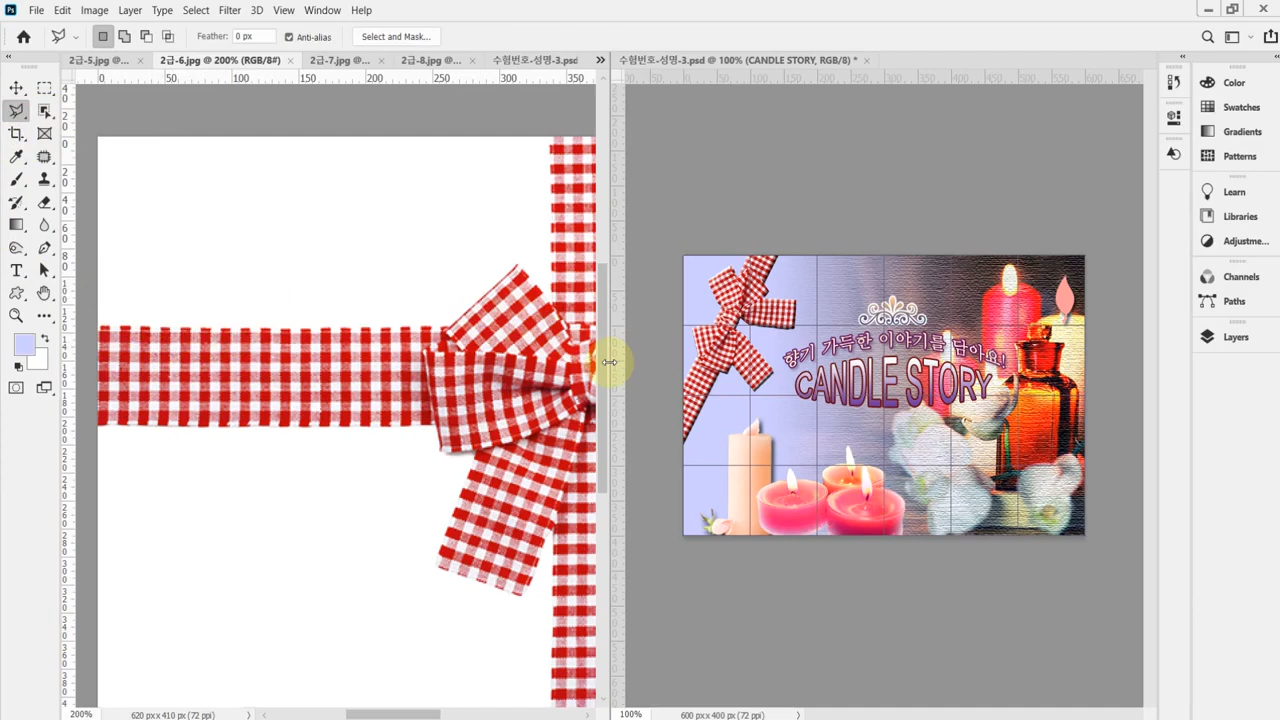 Ps File Edit Image Layer Type Select Filter 3D View Window Help
Feather: 0 px Anti-alias Select and Mask...
2급-5.jpg @... × 2급-6.jpg @ 200% (RGB/8#) × 2급-7.jpg @... × 2급-8.jpg @... × 수험번호-성명-3.psd
수험번호-성명-3.psd @ 100% (CANDLE STORY, RGB/8) * ×
0 50 100 150 200 250 300 350
Color
Swatches
Gradients
Patterns
Learn
Libraries
Adjustme...
Channels
Paths
Layers
향기 가득한 이야기를 담아요!
CANDLE STORY
200% 620 px x 410 px (72 ppi)
100% 600 px x 400 px (72 ppi)